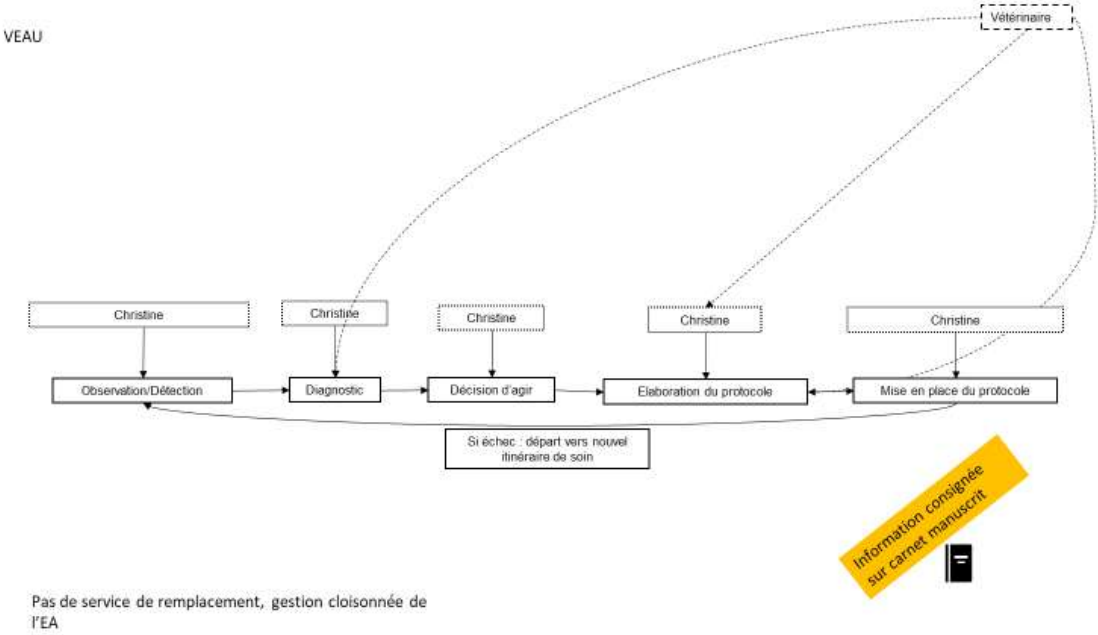 Vétérinaire
VEAU
Christine
Christine
Christine
Christine
Christine
Observation/Détection
Diagnostic
Décision d'agir
Elaboration du protocole
Mise en place du protocole
Si échec : départ vers nouvel
itinéraire de soin
Information consignée
sur carnet manuscrit
Pas de service de remplacement, gestion cloisonnée de
l'EA